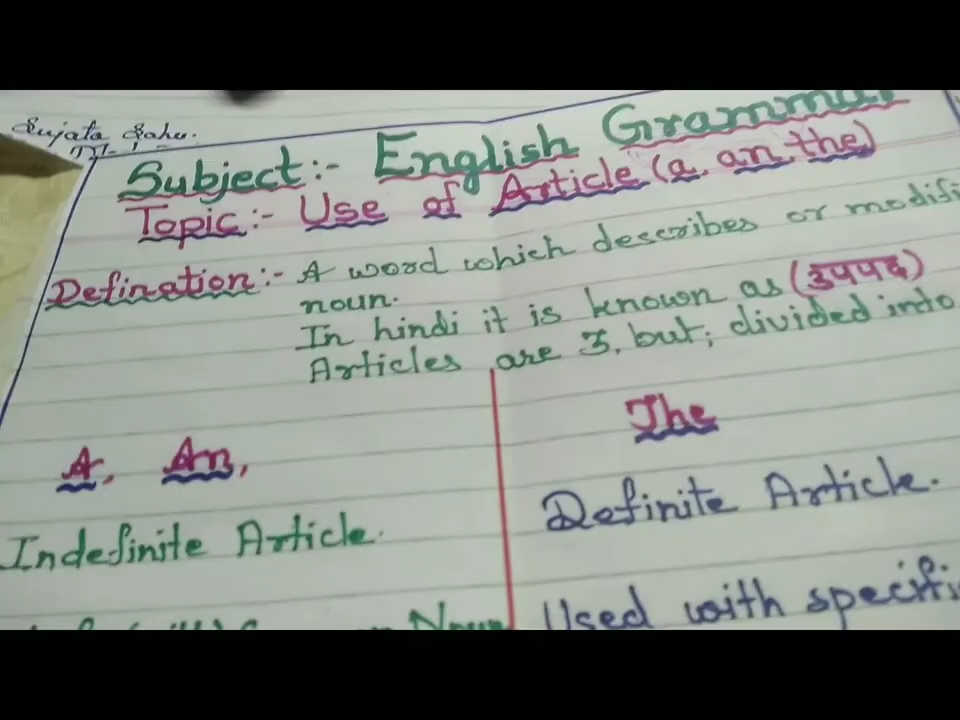 Sujata Sahu.
Subject:- English Grammar
Topic:- Use of Article (a, an, the)
Defination:- A word which describes or modifi
noun.
In hindi it is known as (उपपद)
Articles are 3, but; divided into
A, An,
The
Indefinite Article.
Definite Article.
Noun
Used with specifi